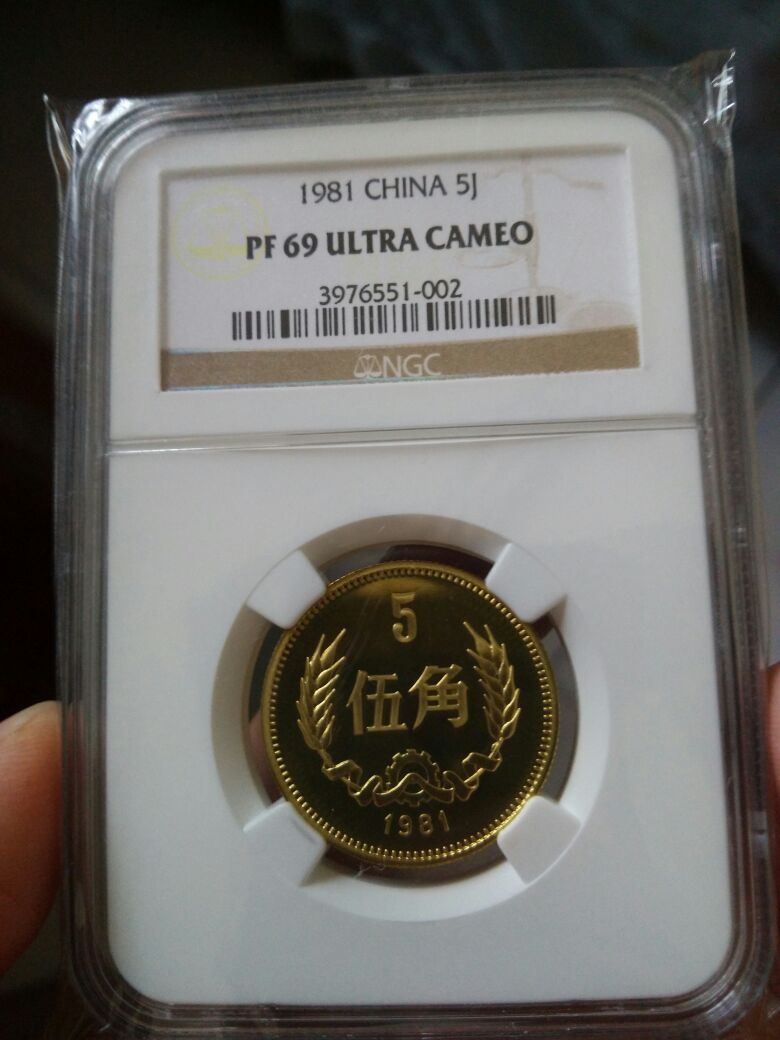 1981 CHINA 5J
PF 69 ULTRA CAMEO
3976551-002
NGC
5
伍角
1981